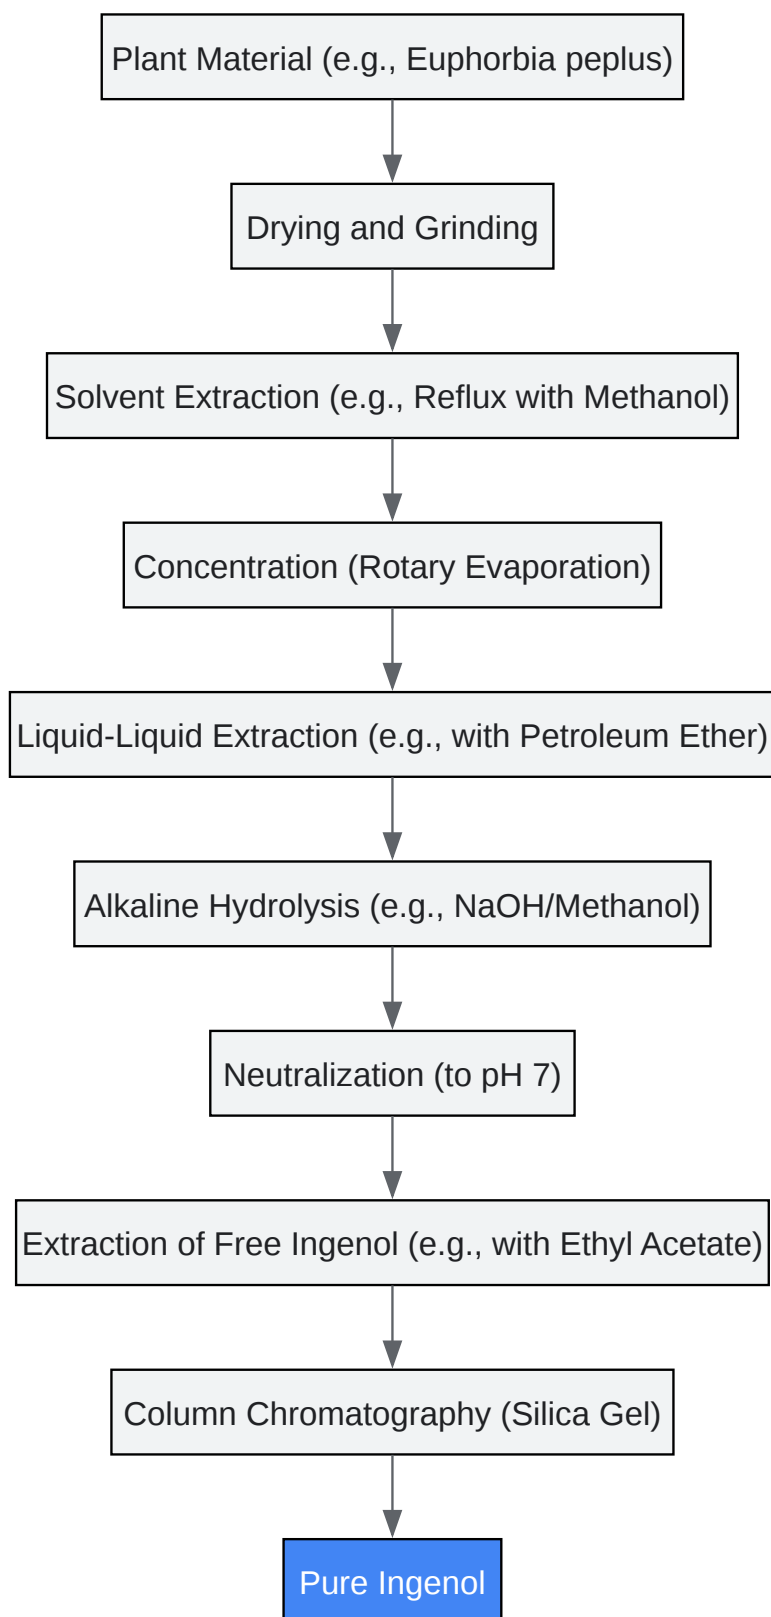 Plant Material (e.g., Euphorbia peplus)
Drying and Grinding
Solvent Extraction (e.g., Reflux with Methanol)
Concentration (Rotary Evaporation)
Liquid-Liquid Extraction (e.g., with Petroleum Ether)
Alkaline Hydrolysis (e.g., NaOH/Methanol)
Neutralization (to pH 7)
Extraction of Free Ingenol (e.g., with Ethyl Acetate)
Column Chromatography (Silica Gel)
Pure Ingenol